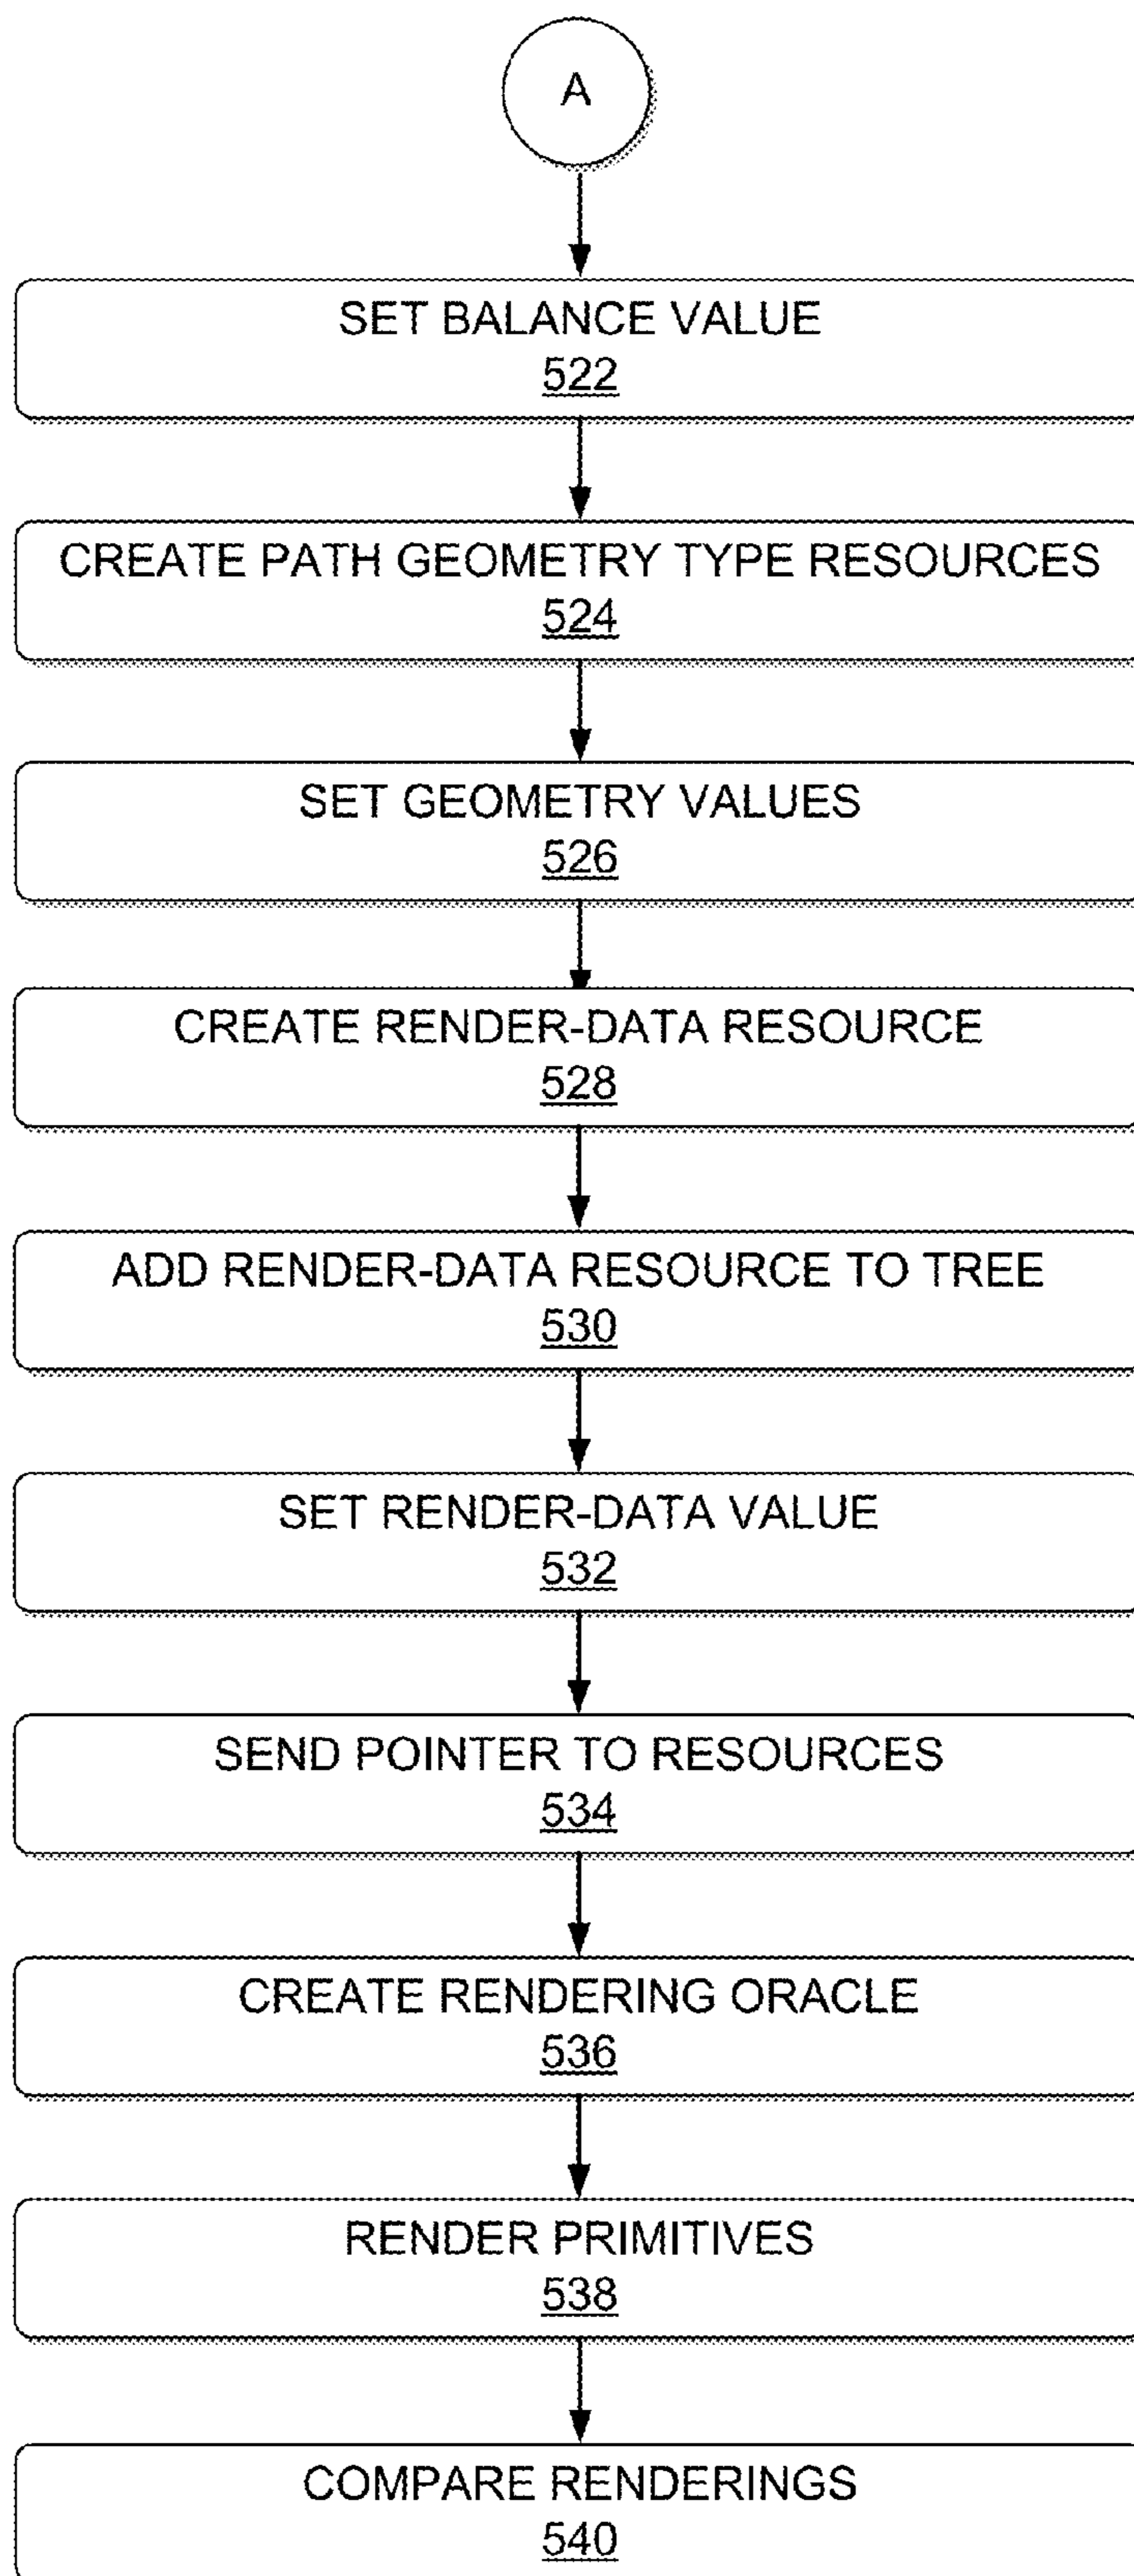 A
SET BALANCE VALUE
522
CREATE PATH GEOMETRY TYPE RESOURCES
524
SET GEOMETRY VALUES
526
CREATE RENDER-DATA RESOURCE
528
ADD RENDER-DATA RESOURCE TO TREE
530
SET RENDER-DATA VALUE
532
SEND POINTER TO RESOURCES
534
CREATE RENDERING ORACLE
536
RENDER PRIMITIVES
538
COMPARE RENDERINGS
540